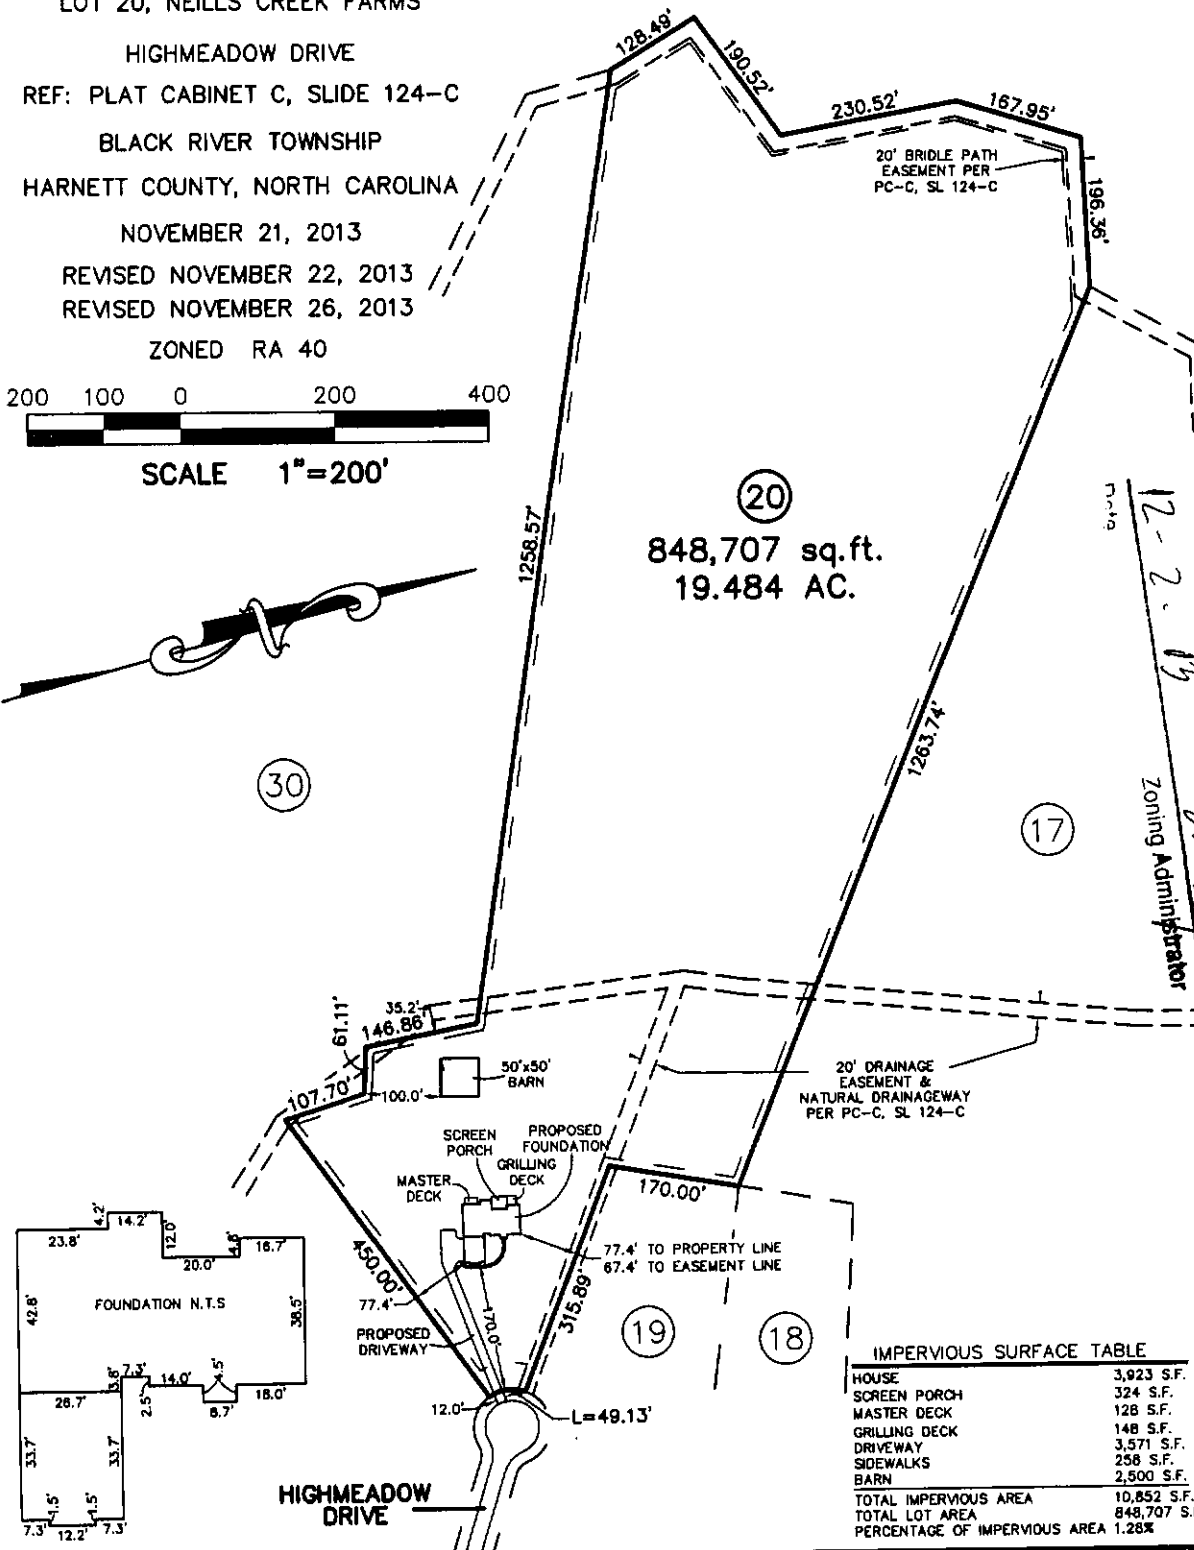 LOT 20, NEILLS CREEK FARMS
HIGHMEADOW DRIVE
REF: PLAT CABINET C, SLIDE 124-C
BLACK RIVER TOWNSHIP
HARNETT COUNTY, NORTH CAROLINA
NOVEMBER 21, 2013
REVISED NOVEMBER 22, 2013
REVISED NOVEMBER 26, 2013
ZONED RA 40
200 100 0 200 400
SCALE 1"=200'
128.49'
190.52'
230.52'
167.95'
196.36'
20' BRIDLE PATH
EASEMENT PER
PC-C, SL 124-C
1258.57'
20
848,707 sq.ft.
19.484 AC.
1263.74'
N
30
17
12-2-13
Date
Zoning Administrator
35.2'
146.86'
61.11'
107.70'
100.0'
50'x50'
BARN
20' DRAINAGE
EASEMENT &
NATURAL DRAINAGEWAY
PER PC-C, SL 124-C
SCREEN
PORCH
PROPOSED
FOUNDATION
GRILLING
DECK
MASTER
DECK
170.00'
450.00'
77.4' TO PROPERTY LINE
67.4' TO EASEMENT LINE
77.4'
170.0'
315.89'
PROPOSED
DRIVEWAY
19
18
12.0'
L=49.13'
HIGHMEADOW
DRIVE
4.2'
14.2'
23.8'
12.0'
4.8'
16.7'
20.0'
42.8'
FOUNDATION N.T.S
38.5'
7.3'
3.8'
4.5'
14.0'
2.5'
18.0'
26.7'
8.7'
33.7'
33.7'
1.5'
1.5'
7.3'
12.2'
7.3'
IMPERVIOUS SURFACE TABLE
HOUSE 3,923 S.F.
SCREEN PORCH 324 S.F.
MASTER DECK 128 S.F.
GRILLING DECK 148 S.F.
DRIVEWAY 3,571 S.F.
SIDEWALKS 258 S.F.
BARN 2,500 S.F.
TOTAL IMPERVIOUS AREA 10,852 S.F.
TOTAL LOT AREA 848,707 S.F.
PERCENTAGE OF IMPERVIOUS AREA 1.28%